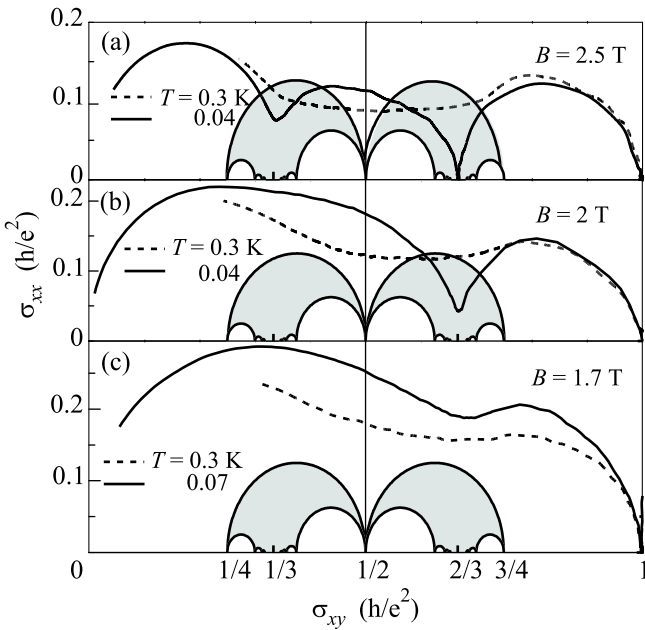 0.2
(a)
B = 2.5 T
0.1
T = 0.3 K
0.04
0
(b)
0.2
B = 2 T
T = 0.3 K
0.1
0.04
0
σxx (h/e²)
(c)
B = 1.7 T
0.2
T = 0.3 K
0.1
0.07
0 1/4 1/3 1/2 2/3 3/4 1
σxy (h/e²)